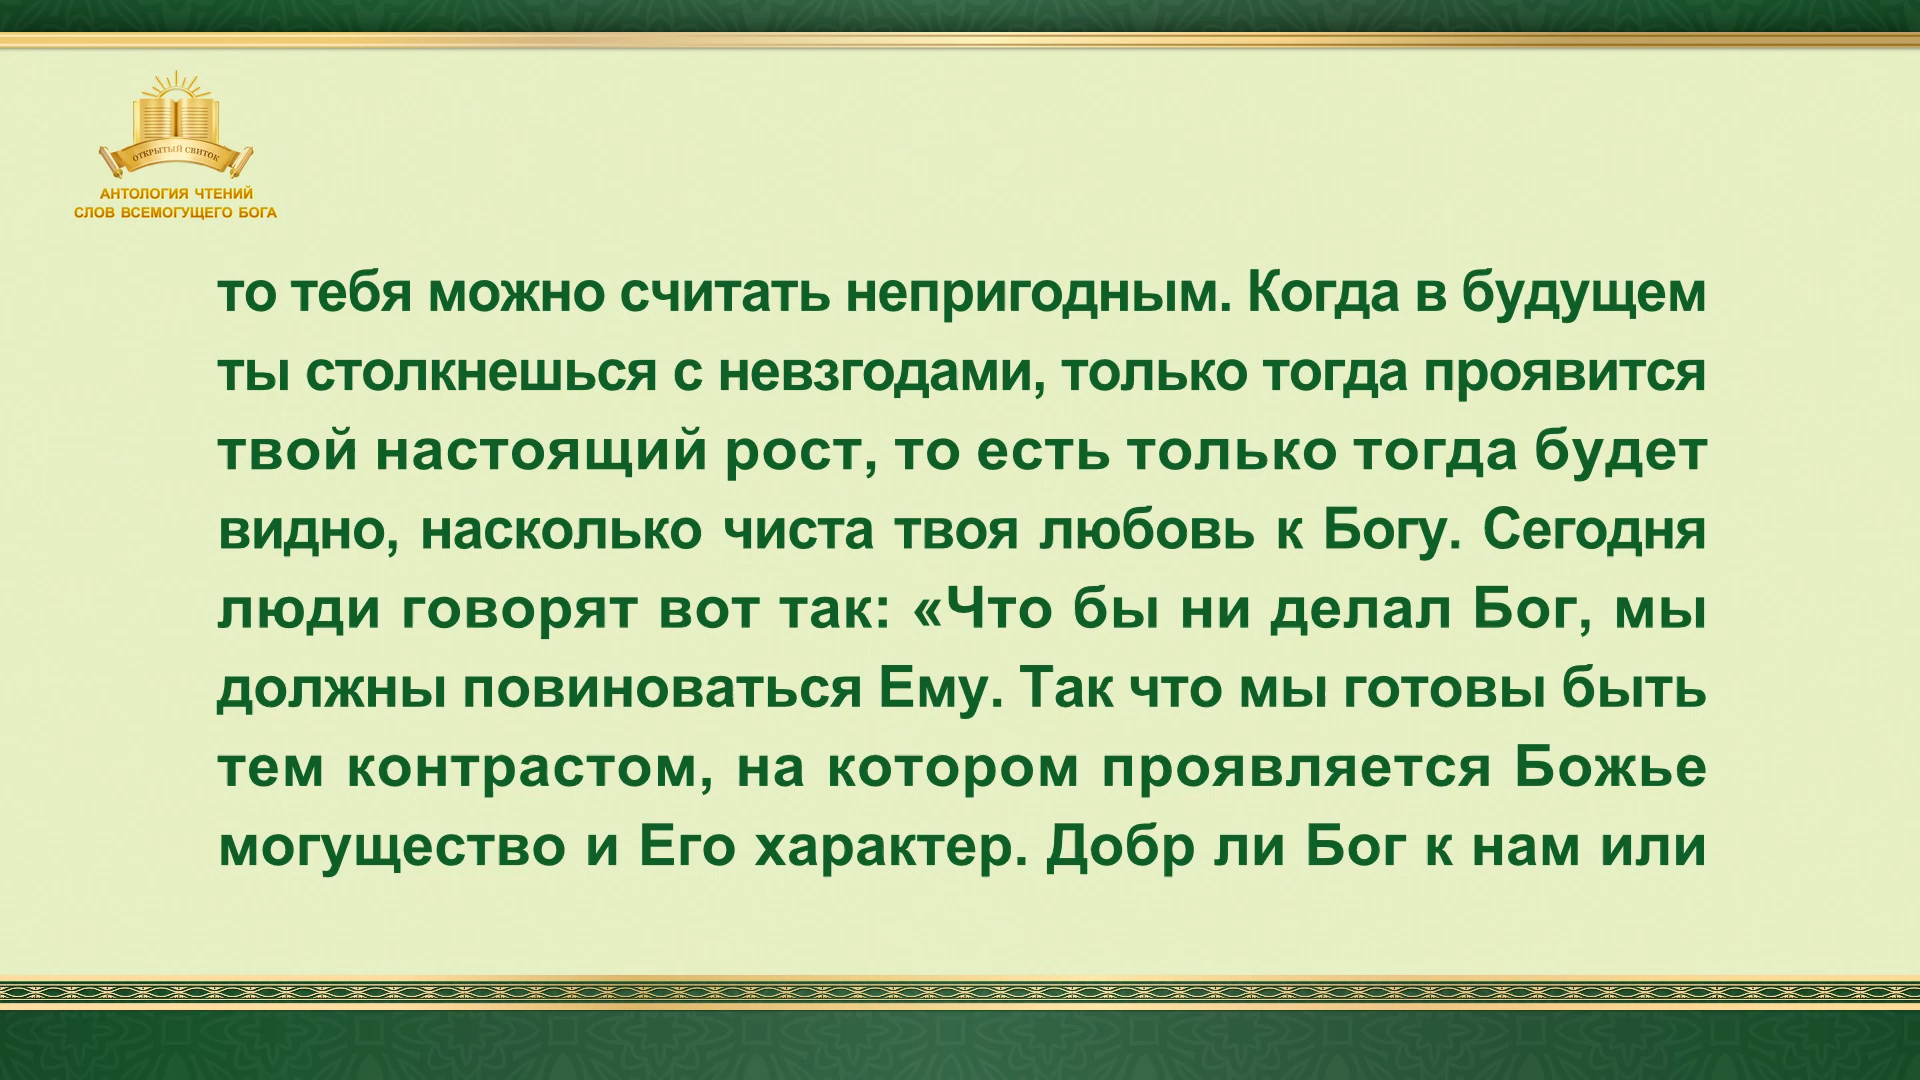 ОТКРЫТЫЙ СВИТОК
АНТОЛОГИЯ ЧТЕНИЙ
СЛОВ ВСЕМОГУЩЕГО БОГА
то тебя можно считать непригодным. Когда в будущем
ты столкнешься с невзгодами, только тогда проявится
твой настоящий рост, то есть только тогда будет
видно, насколько чиста твоя любовь к Богу. Сегодня
люди говорят вот так: «Что бы ни делал Бог, мы
должны повиноваться Ему. Так что мы готовы быть
тем контрастом, на котором проявляется Божье
могущество и Его характер. Добр ли Бог к нам или